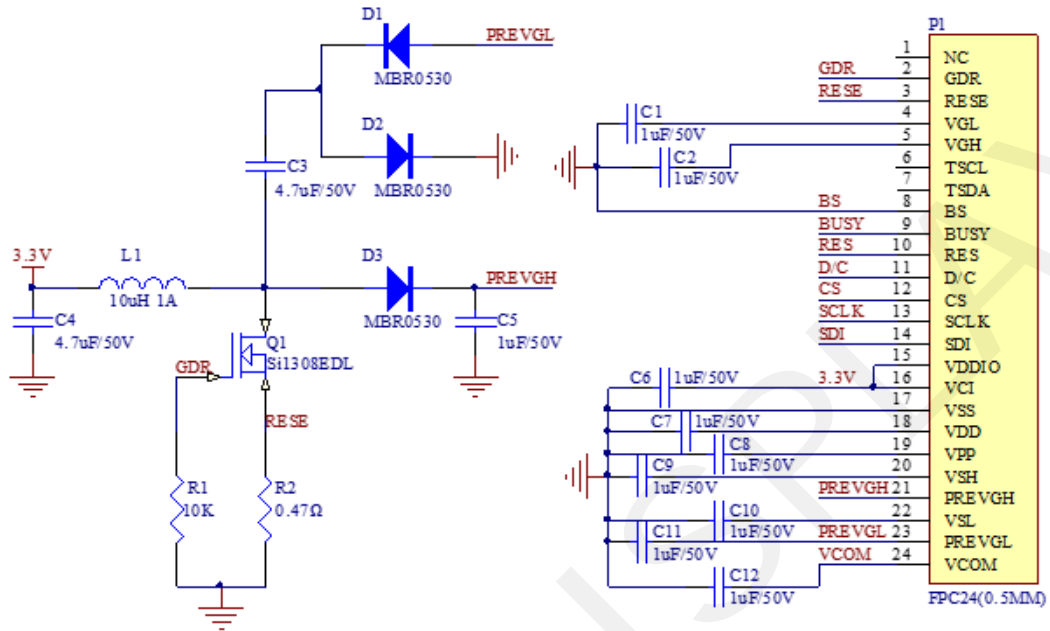 D1
PREVGL
MBR0530
D2
MBR0530
C3
4.7uF/50V
3.3V
L1
10uH 1A
D3
PREVGH
MBR0530
C4
4.7uF/50V
C5
1uF/50V
Q1
Si1308EDL
GDR
RESE
R1
10K
R2
0.47Ω
P1
1 NC
GDR 2 GDR
RESE 3 RESE
C1 4 VGL
1uF/50V
5 VGH
C2
1uF/50V
6 TSCL
7 TSDA
BS 8 BS
BUSY 9 BUSY
RES 10 RES
D/C 11 D/C
CS 12 CS
SCLK 13 SCLK
SDI 14 SDI
15 VDDIO
C6 1uF/50V 3.3V 16 VCI
17 VSS
C7 1uF/50V 18 VDD
C8 19 VPP
1uF/50V
C9 20 VSH
1uF/50V
PREVGH 21 PREVGH
C10 22 VSL
1uF/50V
C11 PREVGL 23 PREVGL
1uF/50V
VCOM 24 VCOM
C12
1uF/50V
FPC24(0.5MM)
ISPLA